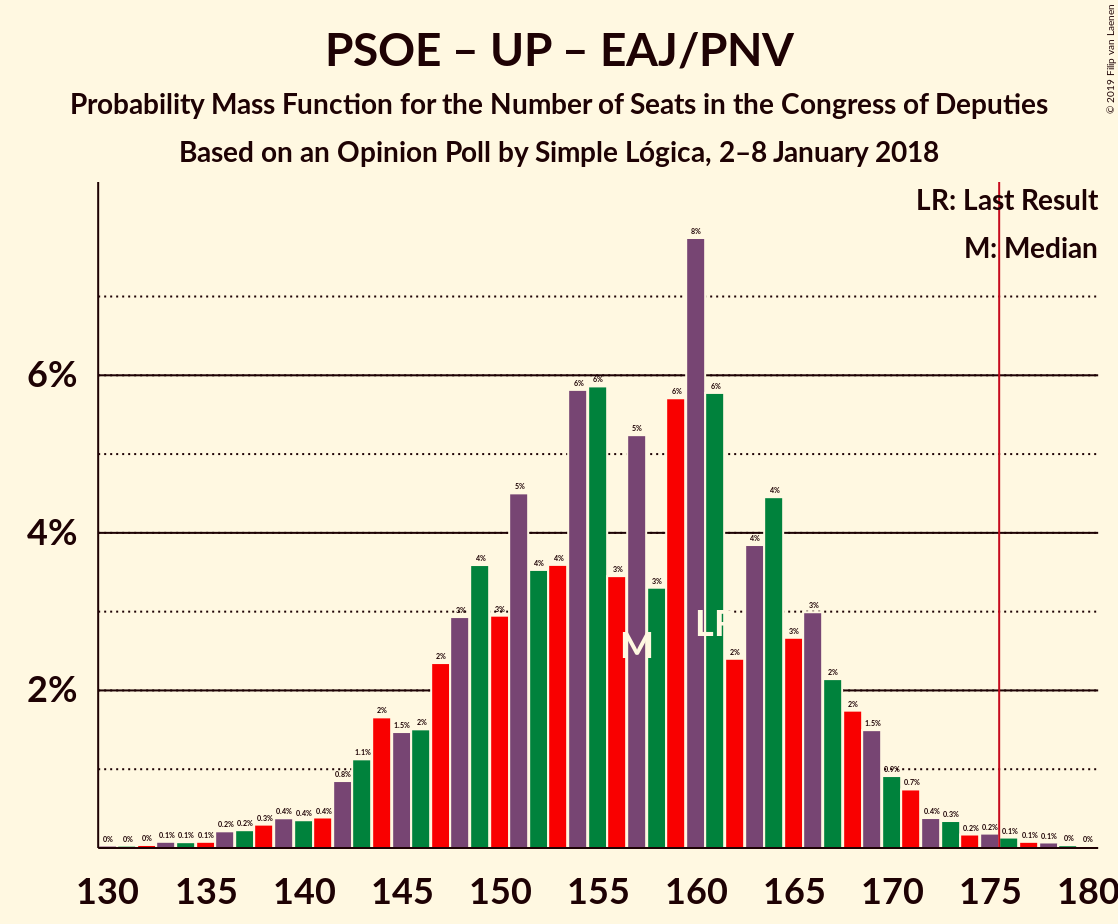 PSOE – UP – EAJ/PNV
Probability Mass Function for the Number of Seats in the Congress of Deputies
Based on an Opinion Poll by Simple Lógica, 2–8 January 2018
© 2019 Filip van Laenen
LR: Last Result
M: Median
6%
4%
2%
0% 0% 0% 0.1% 0.1% 0.1% 0.2% 0.2% 0.3% 0.4% 0.4% 0.4% 0.8% 1.1% 2% 1.5% 2% 2% 3% 4% 3% 5% 4% 4% 6% 6% 3% 5% 3% 6% 8% 6% 2% 4% 4% 3% 3% 2% 2% 1.5% 0.9% 0.7% 0.4% 0.3% 0.2% 0.2% 0.1% 0.1% 0.1% 0% 0%
M
LR
130 135 140 145 150 155 160 165 170 175 180